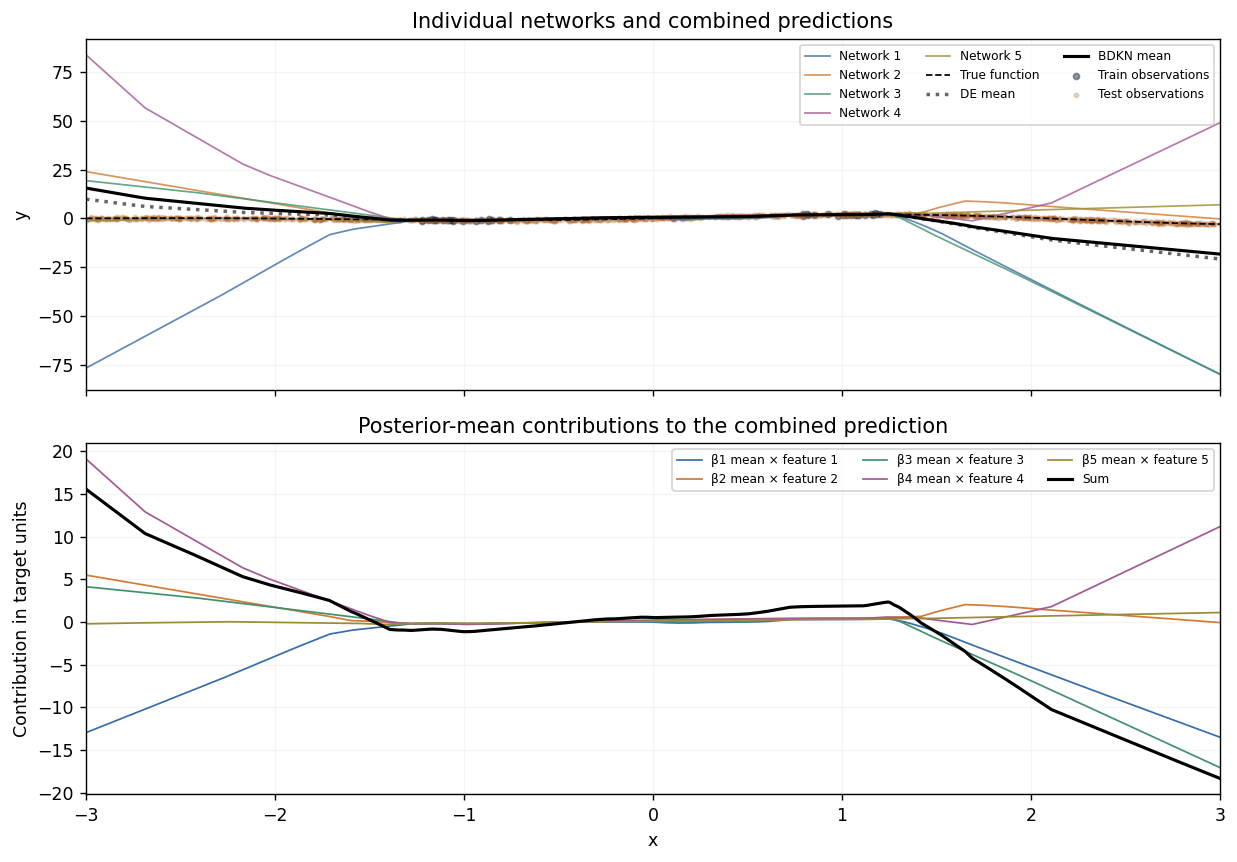 Individual networks and combined predictions
75
50
25
0
−25
−50
−75
y
Network 1
Network 2
Network 3
Network 4
Network 5
True function
DE mean
BDKN mean
Train observations
Test observations
Posterior-mean contributions to the combined prediction
20
15
10
5
0
−5
−10
−15
−20
Contribution in target units
β1 mean × feature 1
β2 mean × feature 2
β3 mean × feature 3
β4 mean × feature 4
β5 mean × feature 5
Sum
−3 −2 −1 0 1 2 3
x